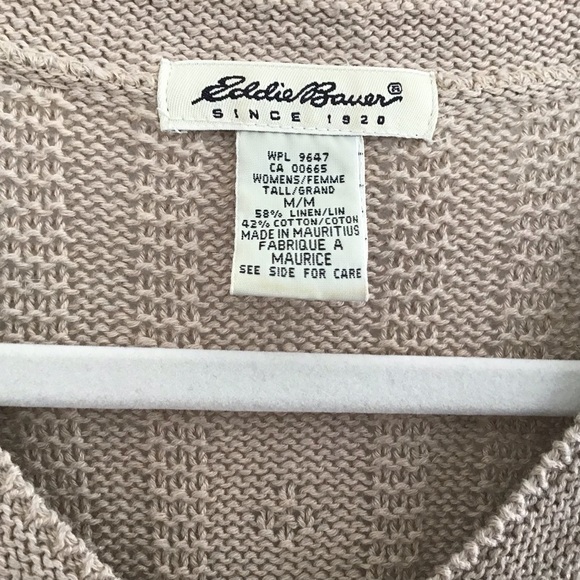 Eddie Bauer®
SINCE 1920
WPL 9647
CA 00665
WOMENS/FEMME
TALL/GRAND
M/M
58% LINEN/LIN
42% COTTON/COTON
MADE IN MAURITIUS
FABRIQUE A
MAURICE
SEE SIDE FOR CARE